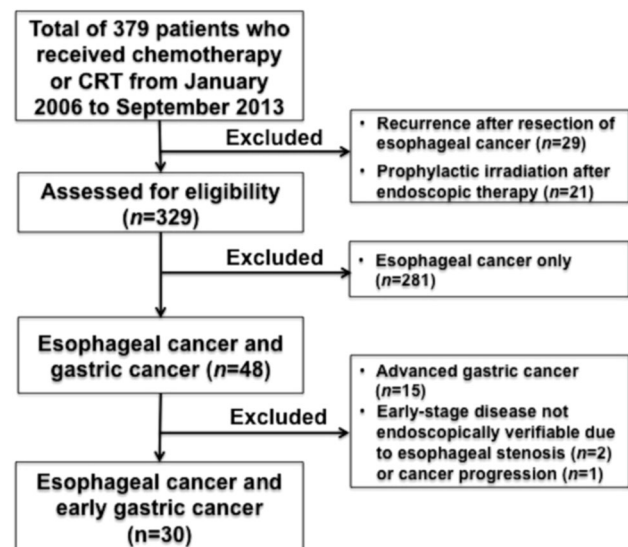 Total of 379 patients who
received chemotherapy
or CRT from January
2006 to September 2013
Excluded
• Recurrence after resection of
esophageal cancer (n=29)
• Prophylactic irradiation after
endoscopic therapy (n=21)
Assessed for eligibility
(n=329)
Excluded
• Esophageal cancer only
(n=281)
Esophageal cancer and
gastric cancer (n=48)
Excluded
• Advanced gastric cancer
(n=15)
• Early-stage disease not
endoscopically verifiable due
to esophageal stenosis (n=2)
or cancer progression (n=1)
Esophageal cancer and
early gastric cancer
(n=30)